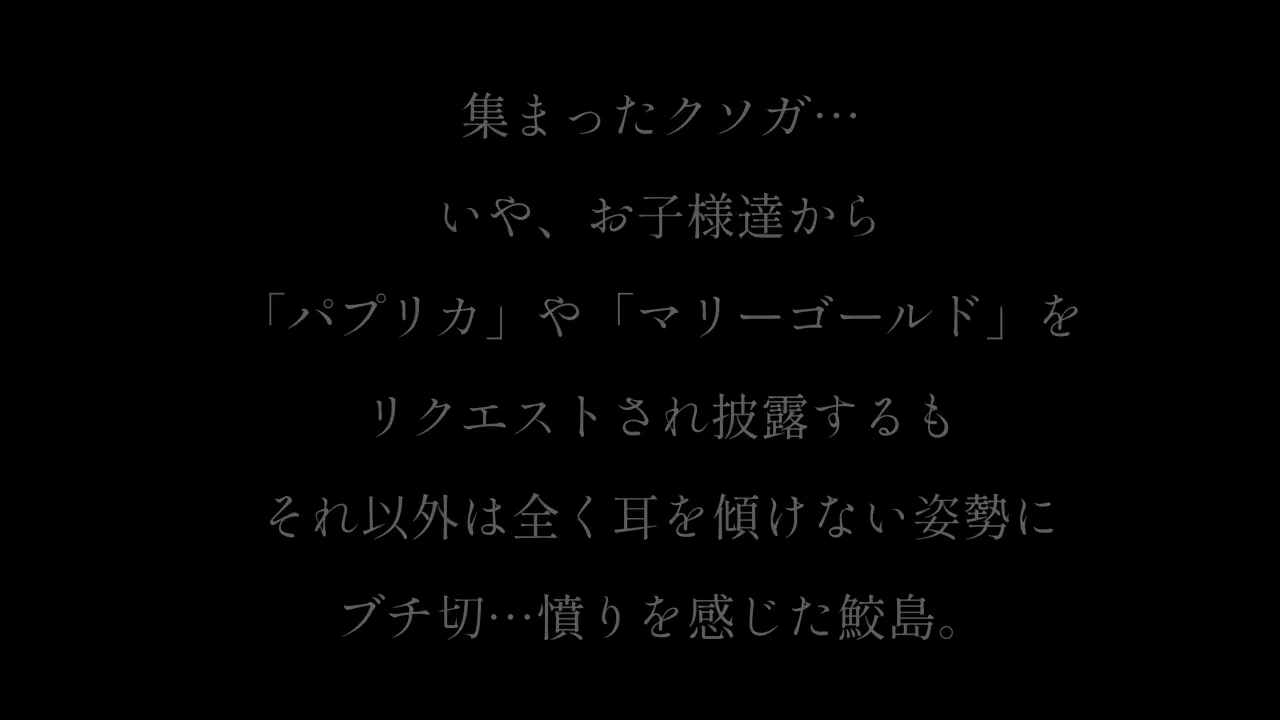 集まったクソガ…
いや、お子様達から
「パプリカ」や「マリーゴールド」を
リクエストされ披露するも
それ以外は全く耳を傾けない姿勢に
ブチ切…憤りを感じた鮫島。